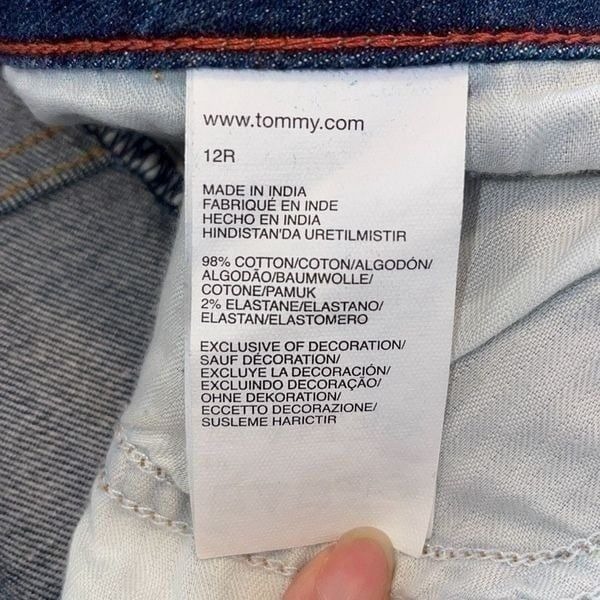 www.tommy.com
12R
MADE IN INDIA
FABRIQUÉ EN INDE
HECHO EN INDIA
HINDISTAN'DA URETILMISTIR
98% COTTON/COTON/ALGODÓN/
ALGODÃO/BAUMWOLLE/
COTONE/PAMUK
2% ELASTANE/ELASTANO/
ELASTAN/ELASTOMERO
EXCLUSIVE OF DECORATION/
SAUF DÉCORATION/
EXCLUYE LA DECORACIÓN/
EXCLUINDO DECORAÇÃO/
OHNE DEKORATION/
ECCETTO DECORAZIONE/
SUSLEME HARICTIR